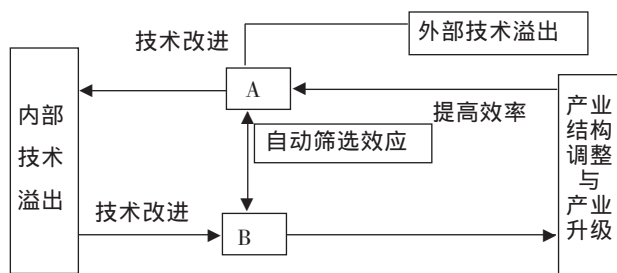 技术改进
外部技术溢出
A
内部
技术
溢出
提高效率
自动筛选效应
产业
结构
调整
与
产业
升级
技术改进
B